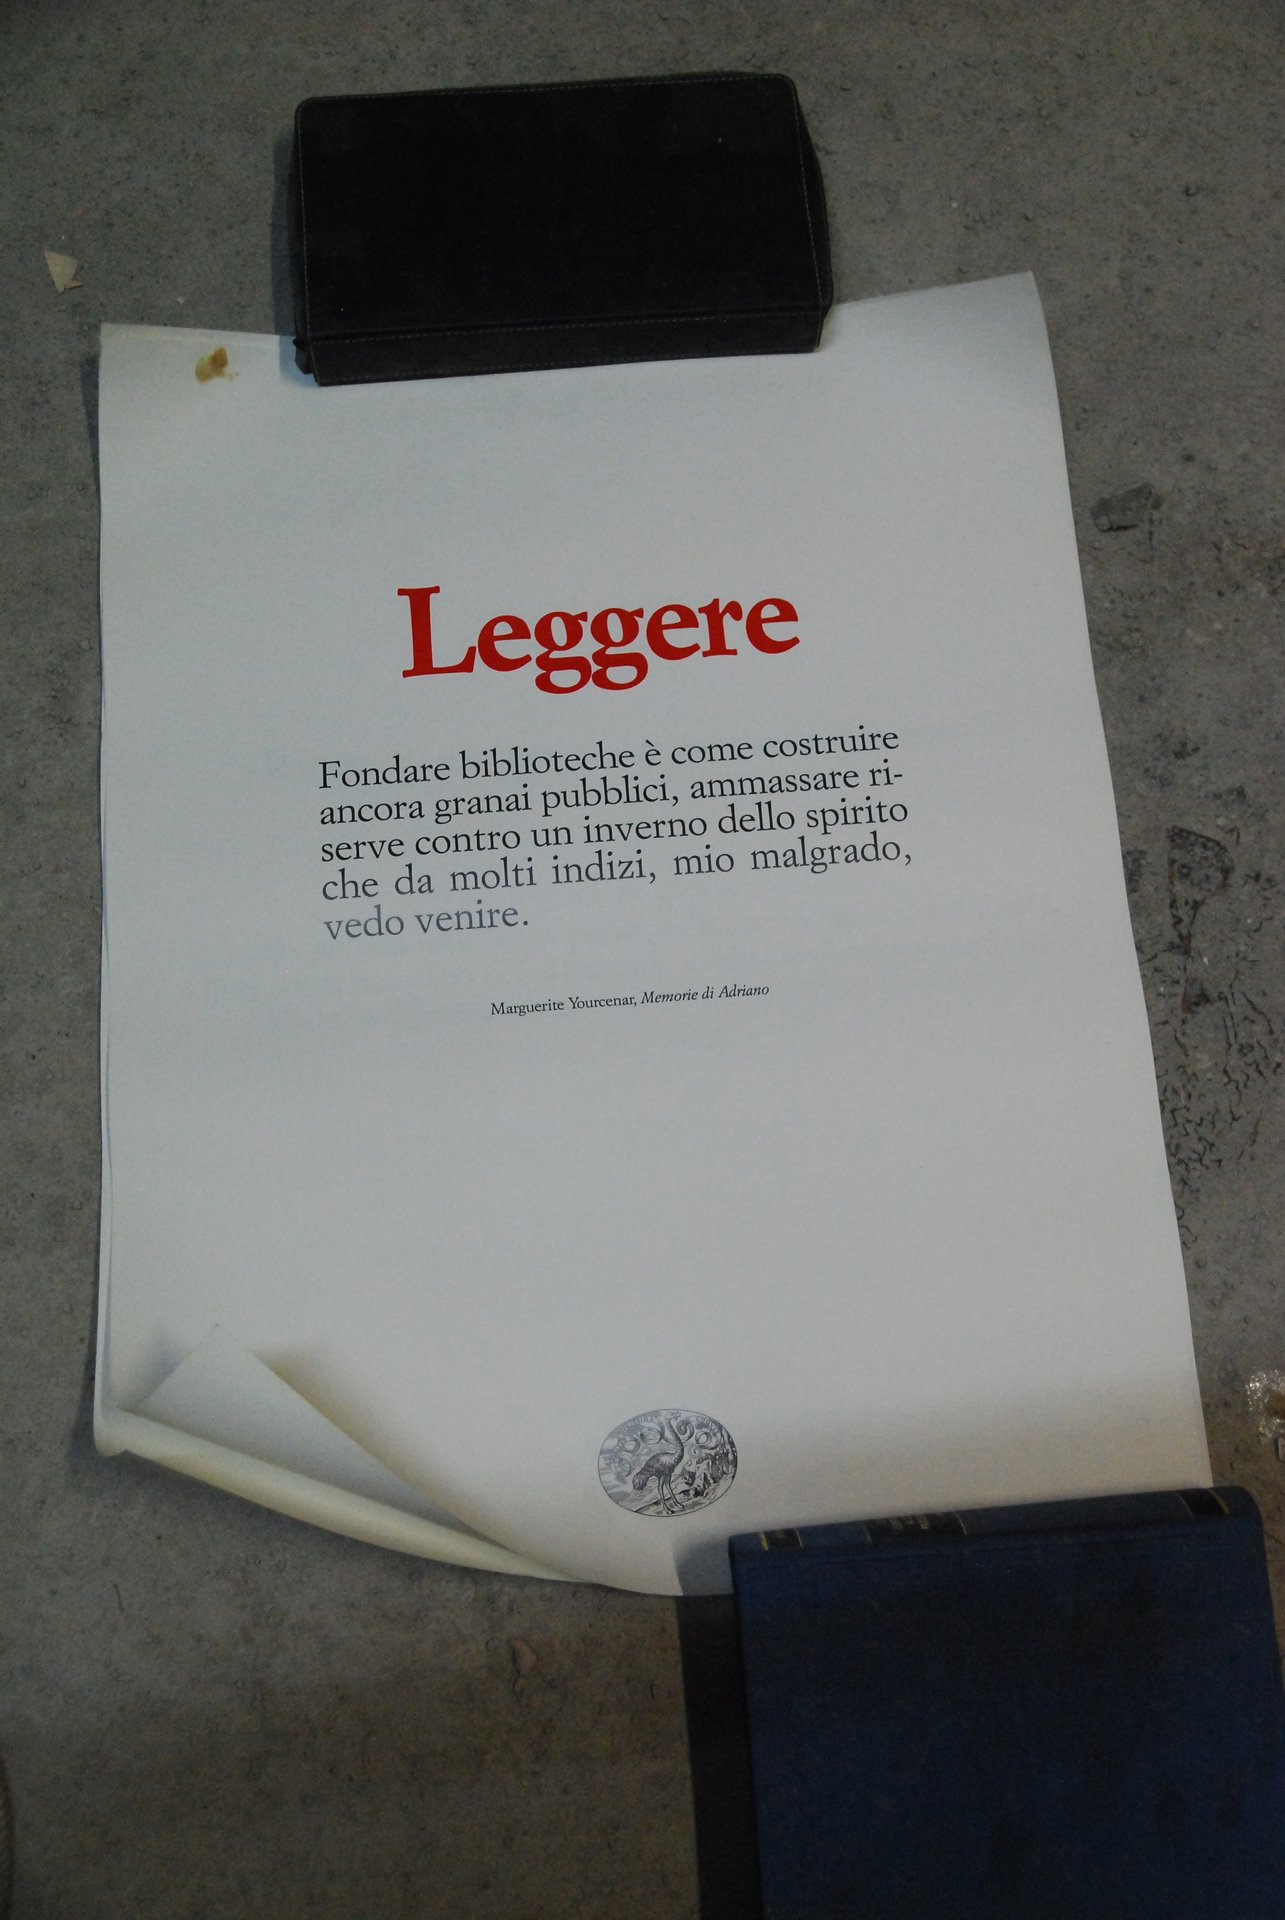 Leggere
Fondare biblioteche è come costruire
ancora granai pubblici, ammassare ri-
serve contro un inverno dello spirito
che da molti indizi, mio malgrado,
vedo venire.
Marguerite Yourcenar, Memorie di Adriano